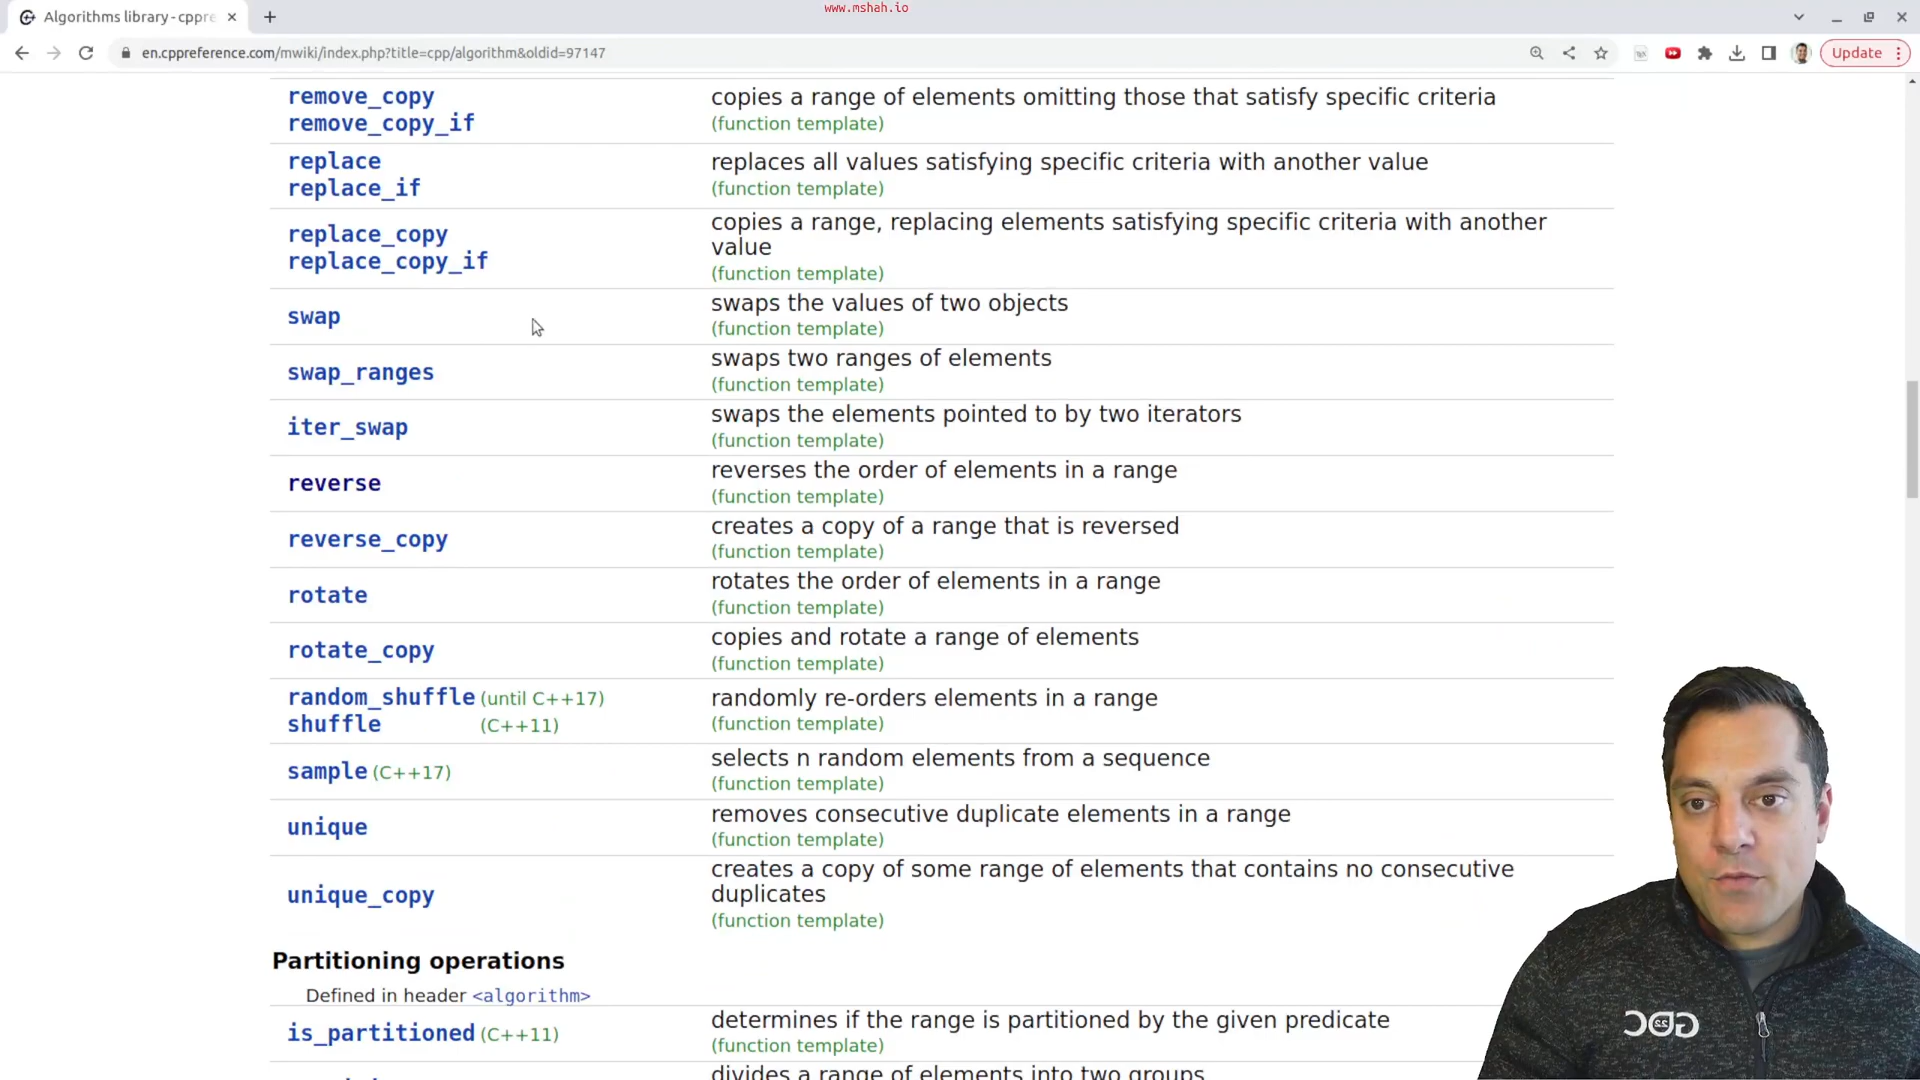 www.mshah.io
Algorithms library - cppre
en.cppreference.com/mwiki/index.php?title=cpp/algorithm&oldid=97147
Update
remove_copy
remove_copy_if
copies a range of elements omitting those that satisfy specific criteria
(function template)
replace
replace_if
replaces all values satisfying specific criteria with another value
(function template)
replace_copy
replace_copy_if
copies a range, replacing elements satisfying specific criteria with another
value
(function template)
swap
swaps the values of two objects
(function template)
swap_ranges
swaps two ranges of elements
(function template)
iter_swap
swaps the elements pointed to by two iterators
(function template)
reverse
reverses the order of elements in a range
(function template)
reverse_copy
creates a copy of a range that is reversed
(function template)
rotate
rotates the order of elements in a range
(function template)
rotate_copy
copies and rotate a range of elements
(function template)
random_shuffle (until C++17)
shuffle (C++11)
randomly re-orders elements in a range
(function template)
sample (C++17)
selects n random elements from a sequence
(function template)
unique
removes consecutive duplicate elements in a range
(function template)
unique_copy
creates a copy of some range of elements that contains no consecutive
duplicates
(function template)
Partitioning operations
Defined in header <algorithm>
is_partitioned (C++11)
determines if the range is partitioned by the given predicate
(function template)
divides a range of elements into two groups
GDC
22